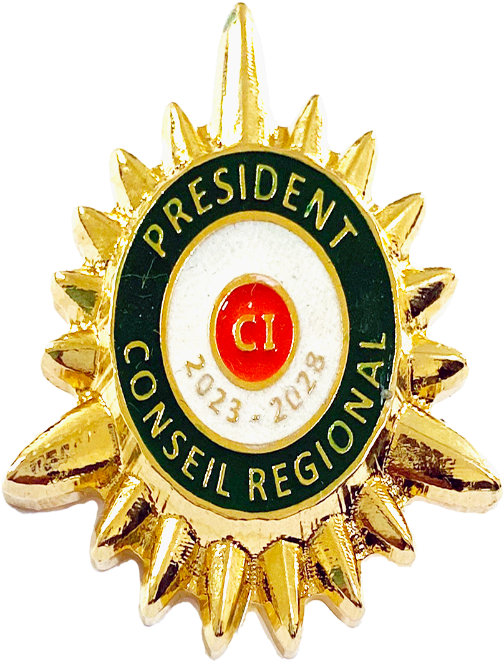 PRESIDENT
CI
2023 - 2028
CONSEIL REGIONAL